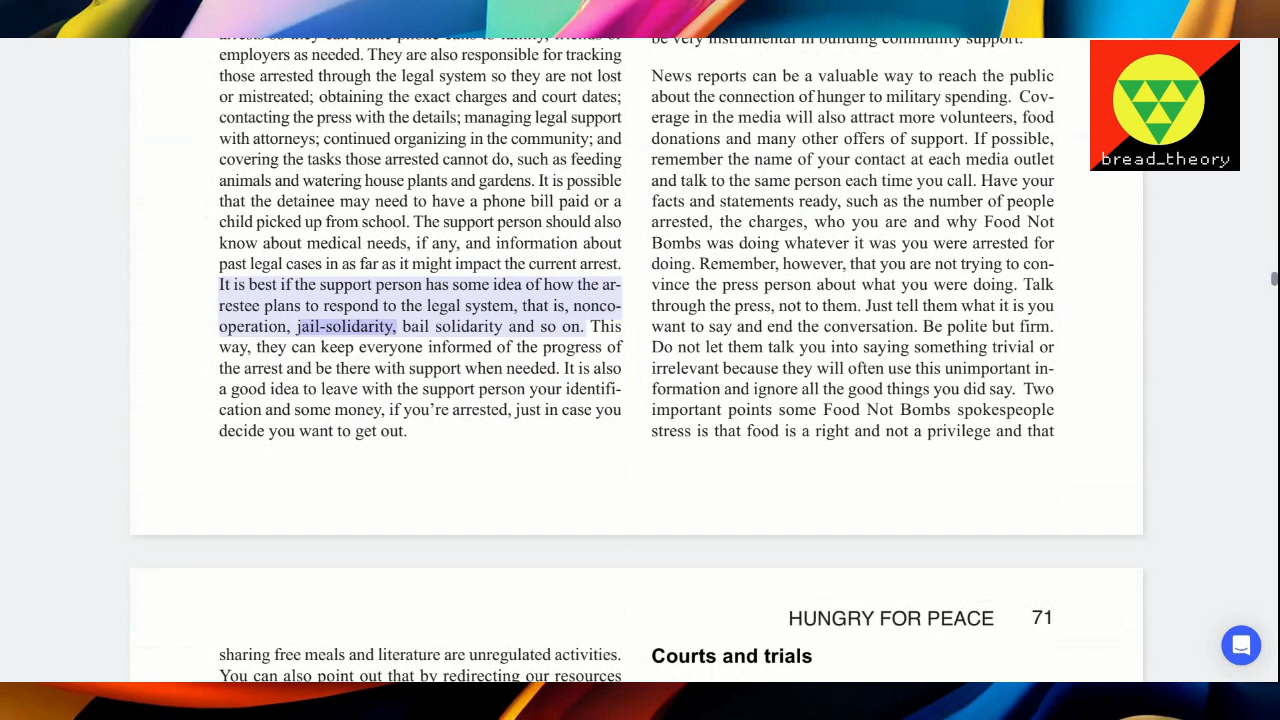 employers as needed. They are also responsible for tracking
those arrested through the legal system so they are not lost
or mistreated; obtaining the exact charges and court dates;
contacting the press with the details; managing legal support
with attorneys; continued organizing in the community; and
covering the tasks those arrested cannot do, such as feeding
animals and watering house plants and gardens. It is possible
that the detainee may need to have a phone bill paid or a
child picked up from school. The support person should also
know about medical needs, if any, and information about
past legal cases in as far as it might impact the current arrest.
It is best if the support person has some idea of how the ar-
restee plans to respond to the legal system, that is, nonco-
operation, jail-solidarity, bail solidarity and so on. This
way, they can keep everyone informed of the progress of
the arrest and be there with support when needed. It is also
a good idea to leave with the support person your identifi-
cation and some money, if you're arrested, just in case you
decide you want to get out.
be very instrumental in building community support.
News reports can be a valuable way to reach the public
about the connection of hunger to military spending. Cov-
erage in the media will also attract more volunteers, food
donations and many other offers of support. If possible,
remember the name of your contact at each media outlet
and talk to the same person each time you call. Have your
facts and statements ready, such as the number of people
arrested, the charges, who you are and why Food Not
Bombs was doing whatever it was you were arrested for
doing. Remember, however, that you are not trying to con-
vince the press person about what you were doing. Talk
through the press, not to them. Just tell them what it is you
want to say and end the conversation. Be polite but firm.
Do not let them talk you into saying something trivial or
irrelevant because they will often use this unimportant in-
formation and ignore all the good things you did say. Two
important points some Food Not Bombs spokespeople
stress is that food is a right and not a privilege and that
bread_theory
HUNGRY FOR PEACE 71
sharing free meals and literature are unregulated activities.
You can also point out that by redirecting our resources
Courts and trials